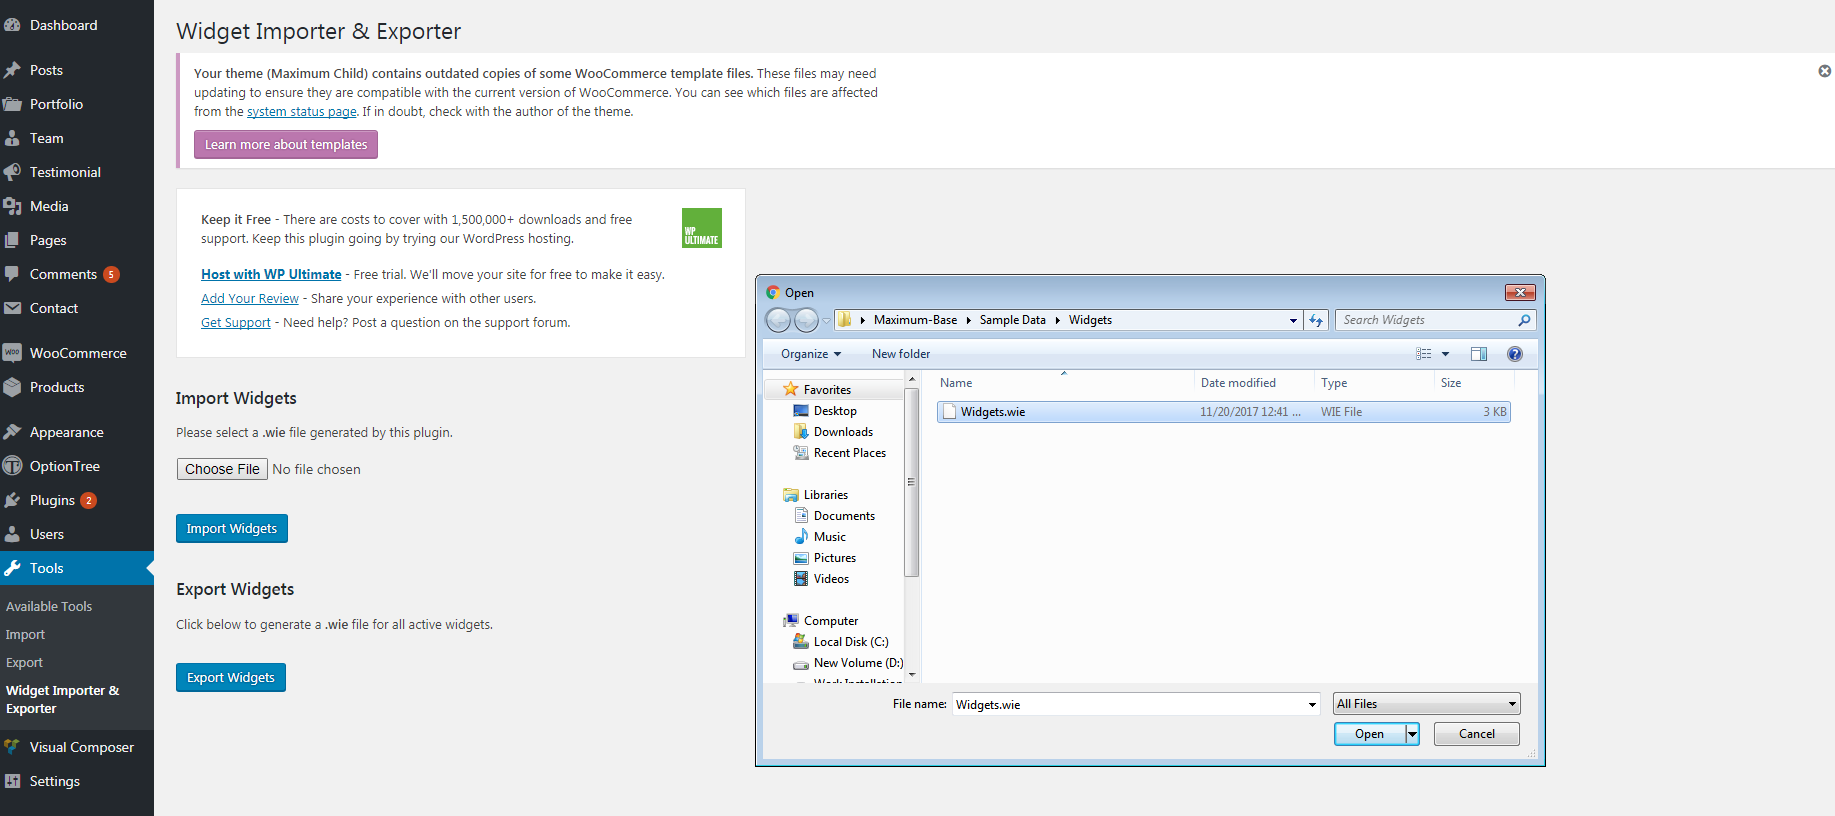 Dashboard
Posts
Portfolio
Team
Testimonial
Media
Pages
Comments 5
Contact
WOO WooCommerce
Products
Appearance
OptionTree
Plugins 2
Users
Tools
Available Tools
Import
Export
Widget Importer &
Exporter
Visual Composer
Settings
Widget Importer & Exporter
Your theme (Maximum Child) contains outdated copies of some WooCommerce template files. These files may need
updating to ensure they are compatible with the current version of WooCommerce. You can see which files are affected
from the system status page. If in doubt, check with the author of the theme.
Learn more about templates
Keep it Free - There are costs to cover with 1,500,000+ downloads and free
support. Keep this plugin going by trying our WordPress hosting.
WP
ULTIMATE
Host with WP Ultimate - Free trial. We'll move your site for free to make it easy.
Add Your Review - Share your experience with other users.
Get Support - Need help? Post a question on the support forum.
Import Widgets
Please select a .wie file generated by this plugin.
Choose File No file chosen
Import Widgets
Export Widgets
Click below to generate a .wie file for all active widgets.
Export Widgets
Open
Maximum-Base Sample Data Widgets
Search Widgets
Organize New folder
Favorites
Desktop
Downloads
Recent Places
Libraries
Documents
Music
Pictures
Videos
Computer
Local Disk (C:)
New Volume (D:)
Work Installation
Name Date modified Type Size
Widgets.wie 11/20/2017 12:41 ... WIE File 3 KB
File name: Widgets.wie All Files
Open Cancel